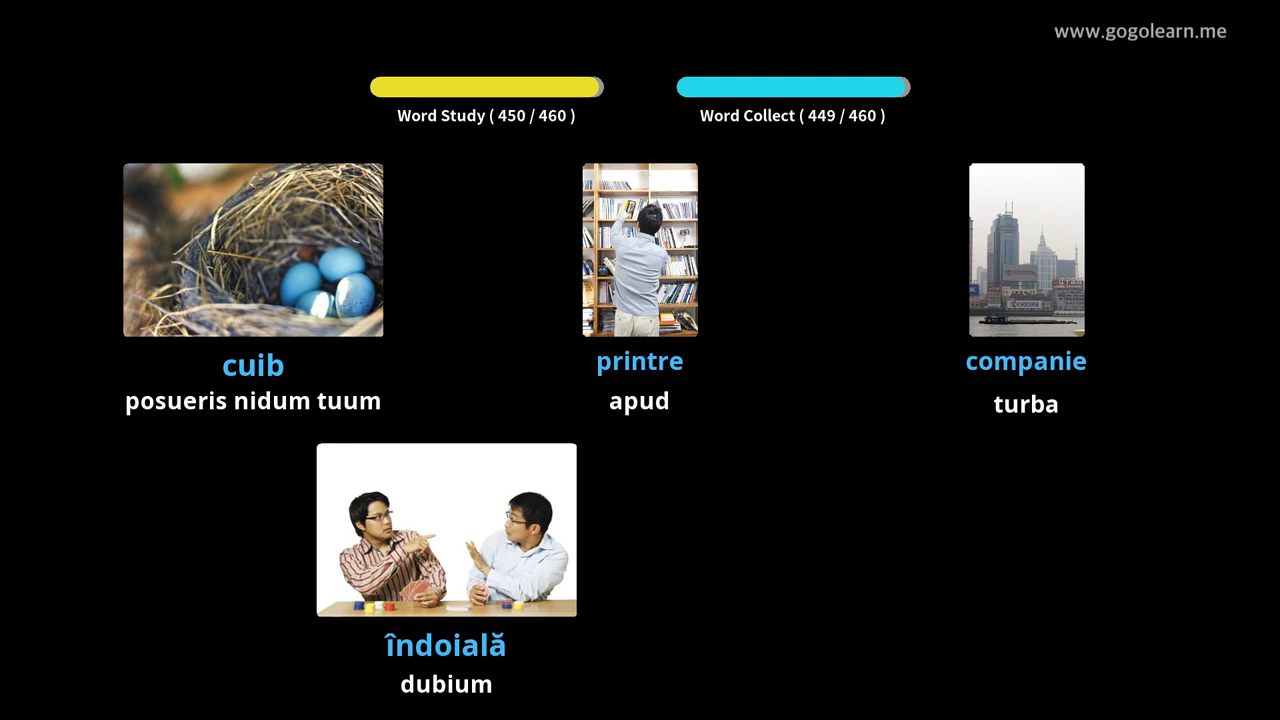 www.gogolearn.me
Word Study ( 450 / 460 )
Word Collect ( 449 / 460 )
TOYOTA
cuib
printre
companie
posueris nidum tuum
apud
turba
îndoială
dubium